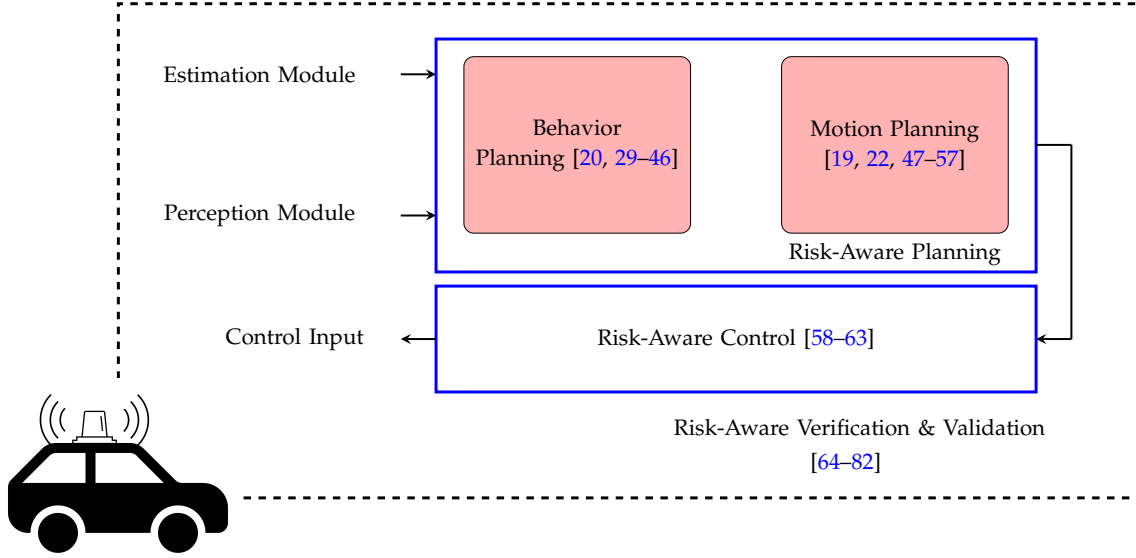 Estimation Module
Behavior
Planning [20, 29–46]
Motion Planning
[19, 22, 47–57]
Perception Module
Risk-Aware Planning
Control Input
Risk-Aware Control [58–63]
Risk-Aware Verification & Validation
[64–82]